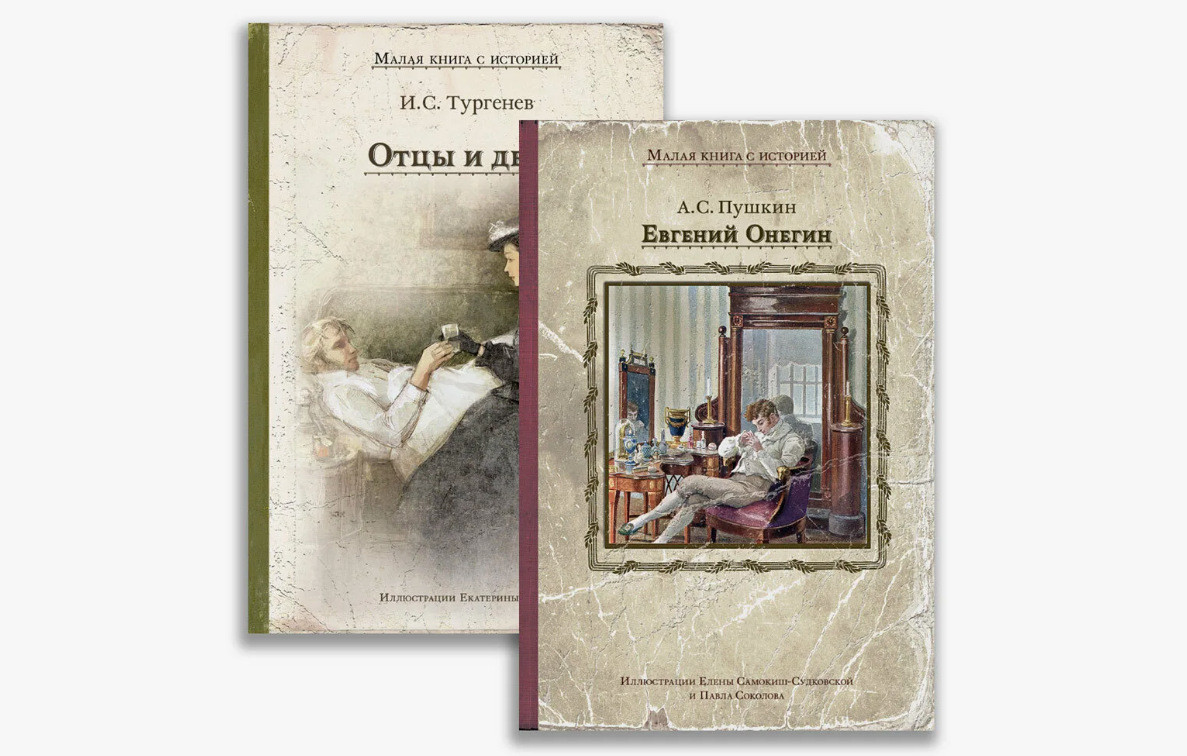 Малая книга с историей
И.С. Тургенев
Отцы и
Иллюстрации Екатерины
Малая книга с историей
А.С. Пушкин
Евгений Онегин
Иллюстрации Елены Самокиш-Судковской
и Павла Соколова